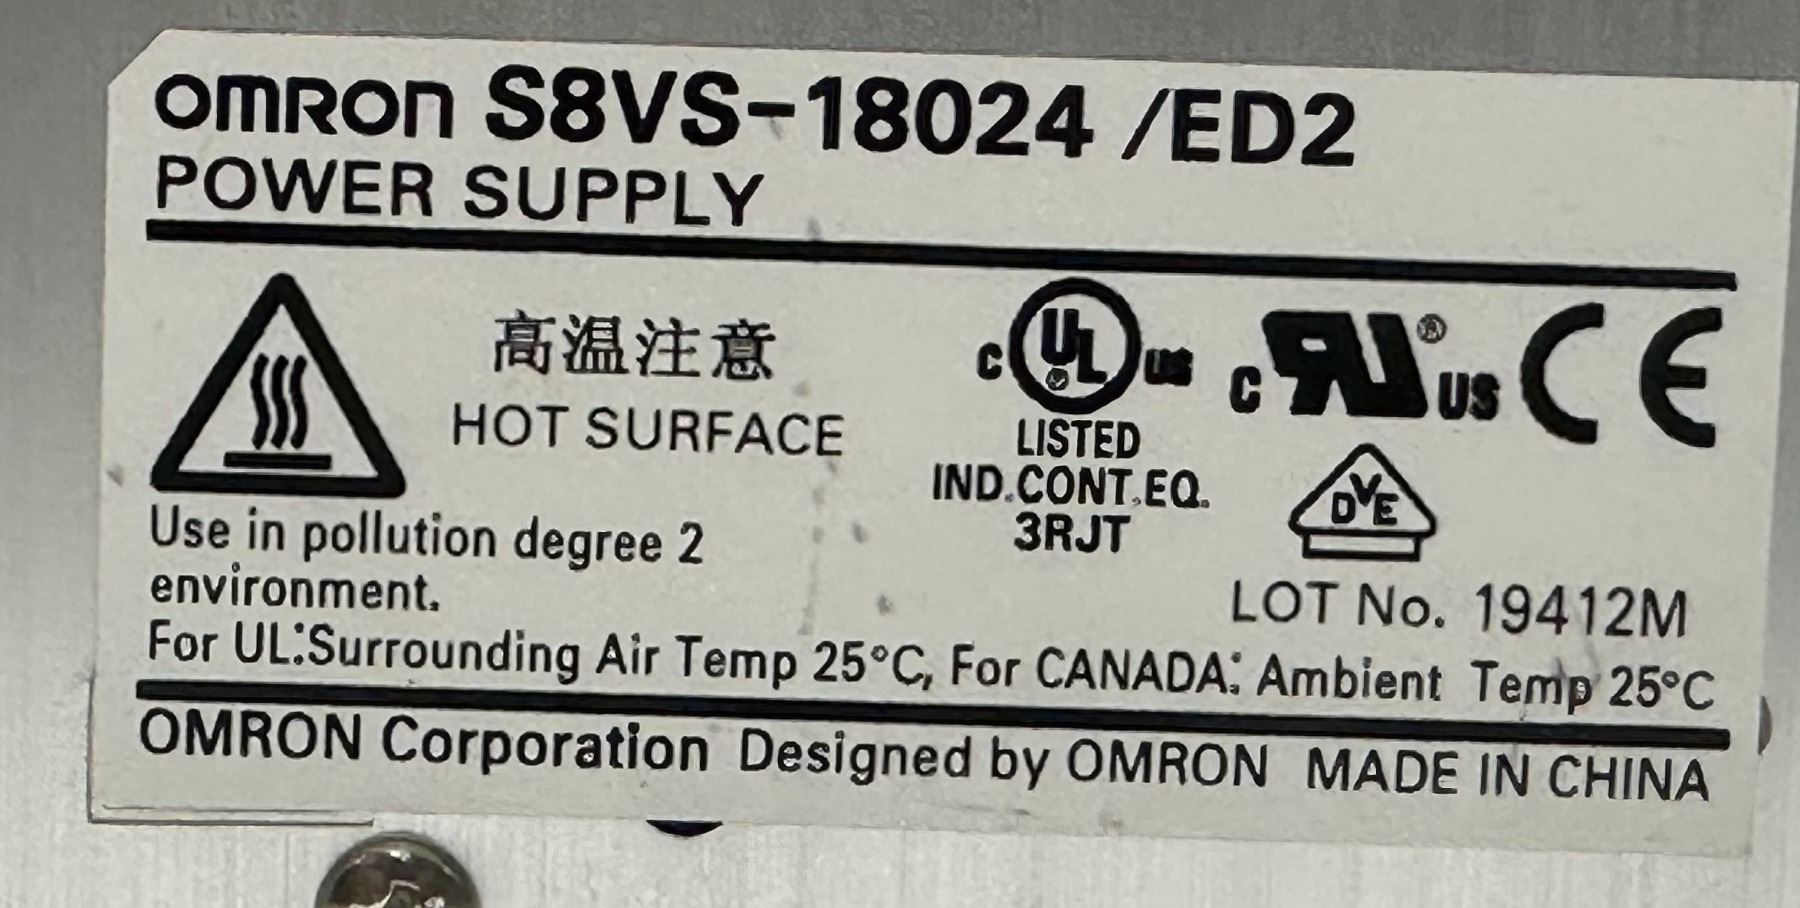 omron S8VS-18024 /ED2
POWER SUPPLY
高温注意
HOT SURFACE
c UL us
LISTED
IND.CONT.EQ.
3RJT
c RU ® US CE
DVE
Use in pollution degree 2
environment.
LOT No. 19412M
For UL:Surrounding Air Temp 25°C, For CANADA: Ambient Temp 25°C
OMRON Corporation Designed by OMRON MADE IN CHINA